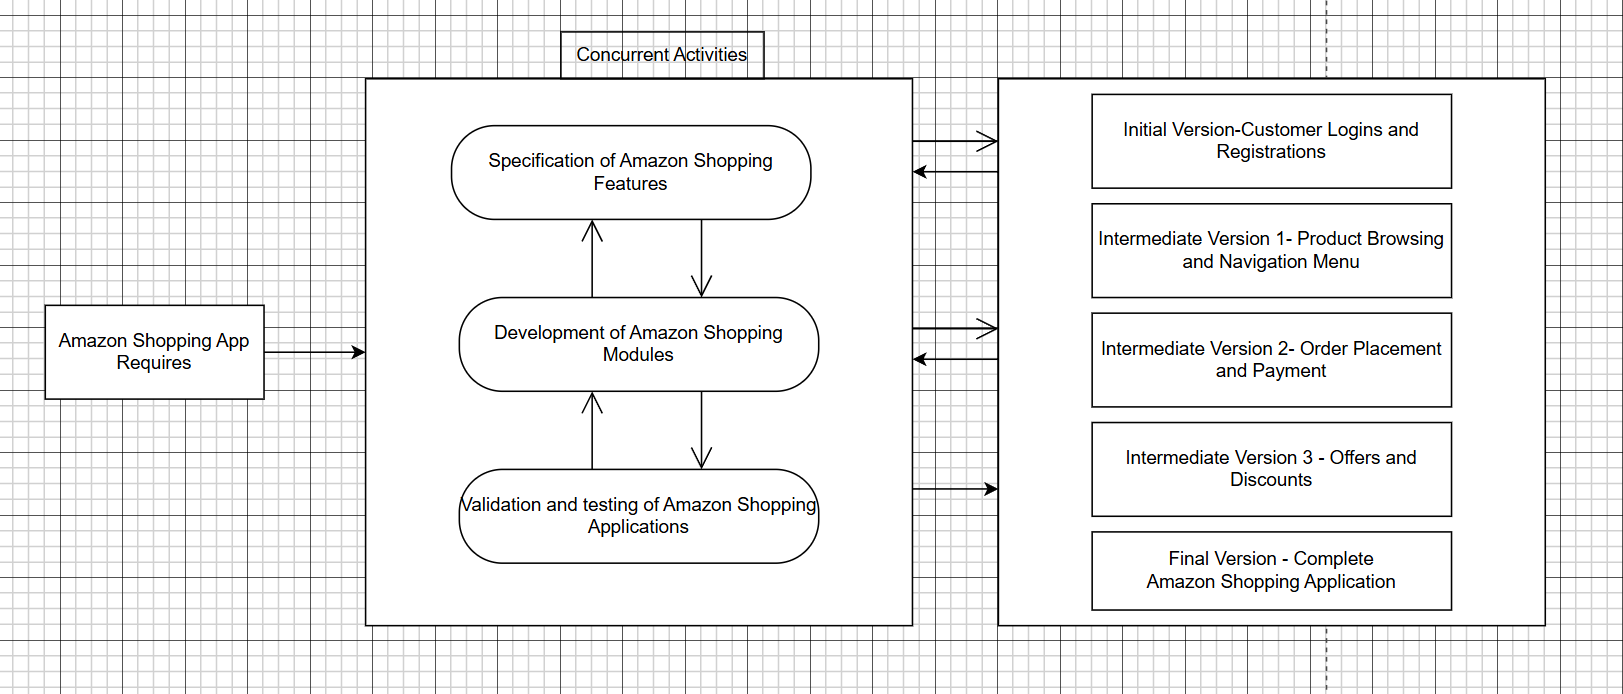 Concurrent Activities
Amazon Shopping App
Requires
Specification of Amazon Shopping
Features
Development of Amazon Shopping
Modules
Validation and testing of Amazon Shopping
Applications
Initial Version-Customer Logins and
Registrations
Intermediate Version 1- Product Browsing
and Navigation Menu
Intermediate Version 2- Order Placement
and Payment
Intermediate Version 3 - Offers and
Discounts
Final Version - Complete
Amazon Shopping Application